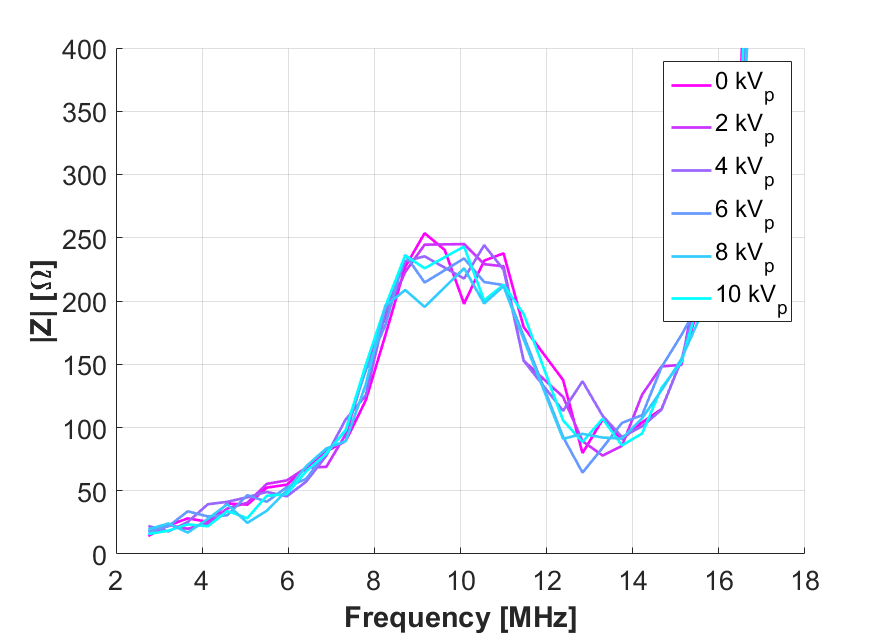 400
350
300
250
200
150
100
50
0
|Z| [Ω]
2 4 6 8 10 12 14 16 18
Frequency [MHz]
0 kVp
2 kVp
4 kVp
6 kVp
8 kVp
10 kVp